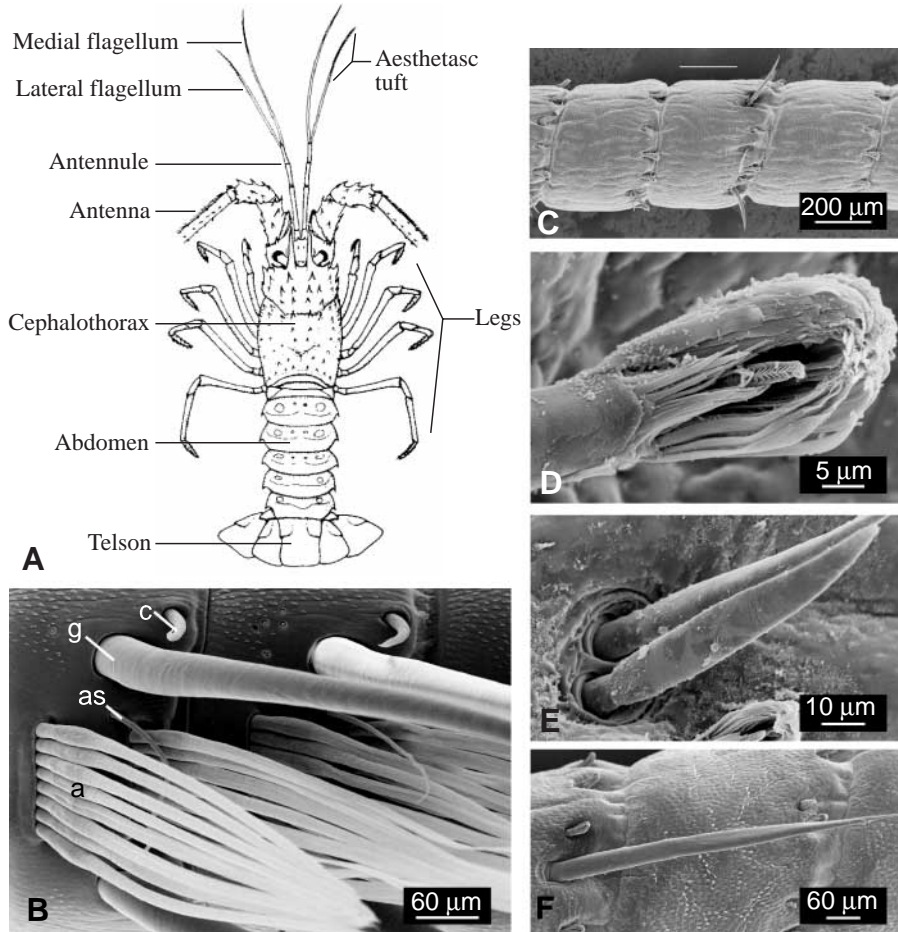 Medial flagellum
Lateral flagellum
Aesthetasc
tuft
Antennule
Antenna
Cephalothorax
Legs
Abdomen
Telson
A
g
c
as
a
60 µm
B
200 µm
C
5 µm
D
10 µm
E
60 µm
F